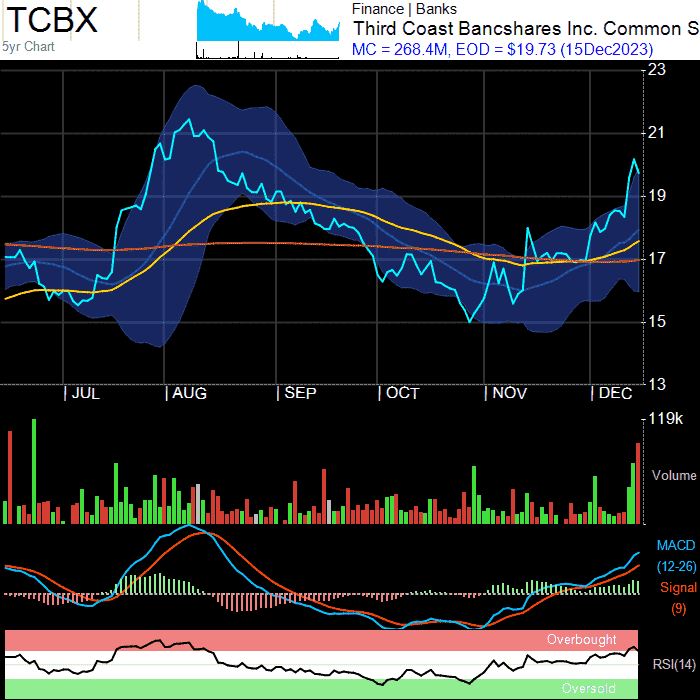 TCBX
5yr Chart
Finance | Banks
Third Coast Bancshares Inc. Common S
MC = 268.4M, EOD = $19.73 (15Dec2023)
23
21
19
17
15
13
| JUL | AUG | SEP | OCT | NOV | DEC
119k
Volume
MACD
(12-26)
Signal
(9)
Overbought
RSI(14)
Oversold